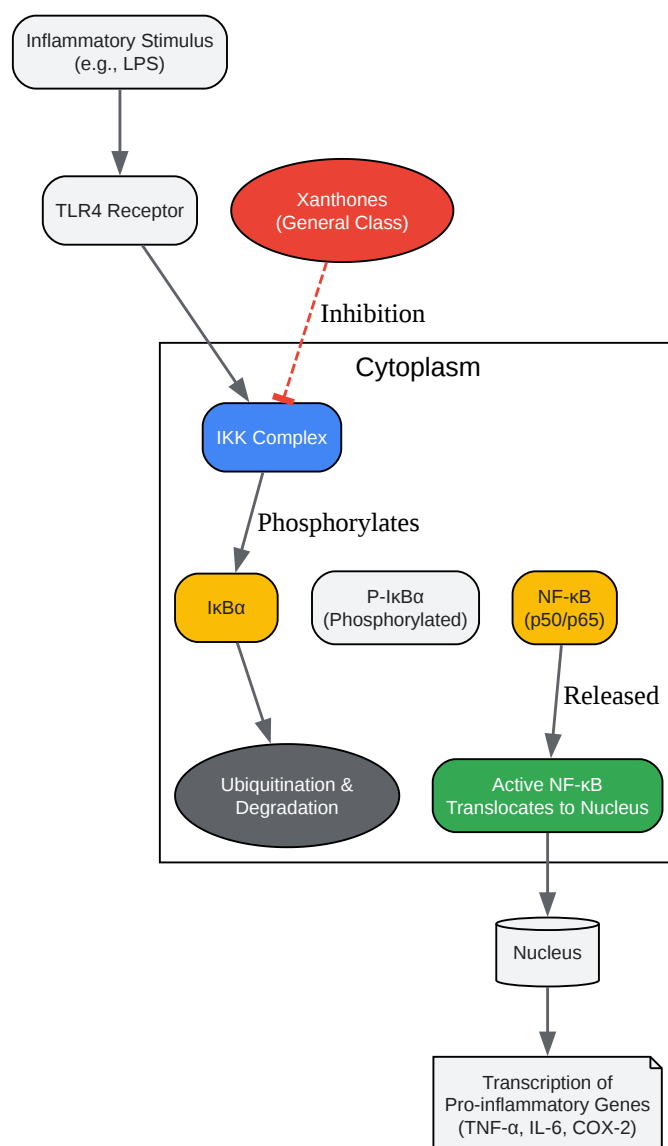 Inflammatory Stimulus
(e.g., LPS)
TLR4 Receptor
Xanthones
(General Class)
Inhibition
Cytoplasm
IKK Complex
Phosphorylates
IκBα
P-IκBα
(Phosphorylated)
NF-κB
(p50/p65)
Released
Ubiquitination &
Degradation
Active NF-κB
Translocates to Nucleus
Nucleus
Transcription of
Pro-inflammatory Genes
(TNF-α, IL-6, COX-2)